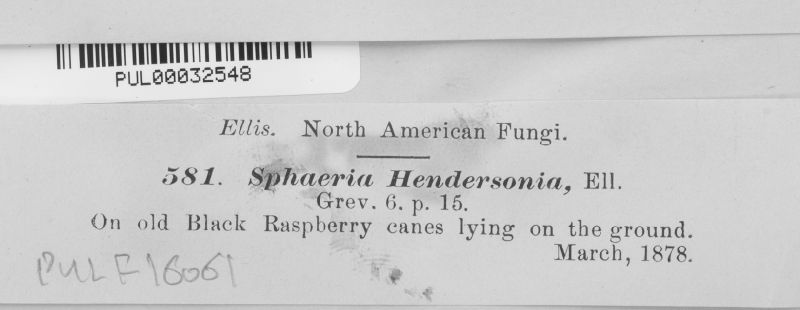 PUL00032548
Ellis. North American Fungi.
581. Sphaeria Hendersonia, Ell.
Grev. 6. p. 15.
On old Black Raspberry canes lying on the ground.
March, 1878.
PUL F16061